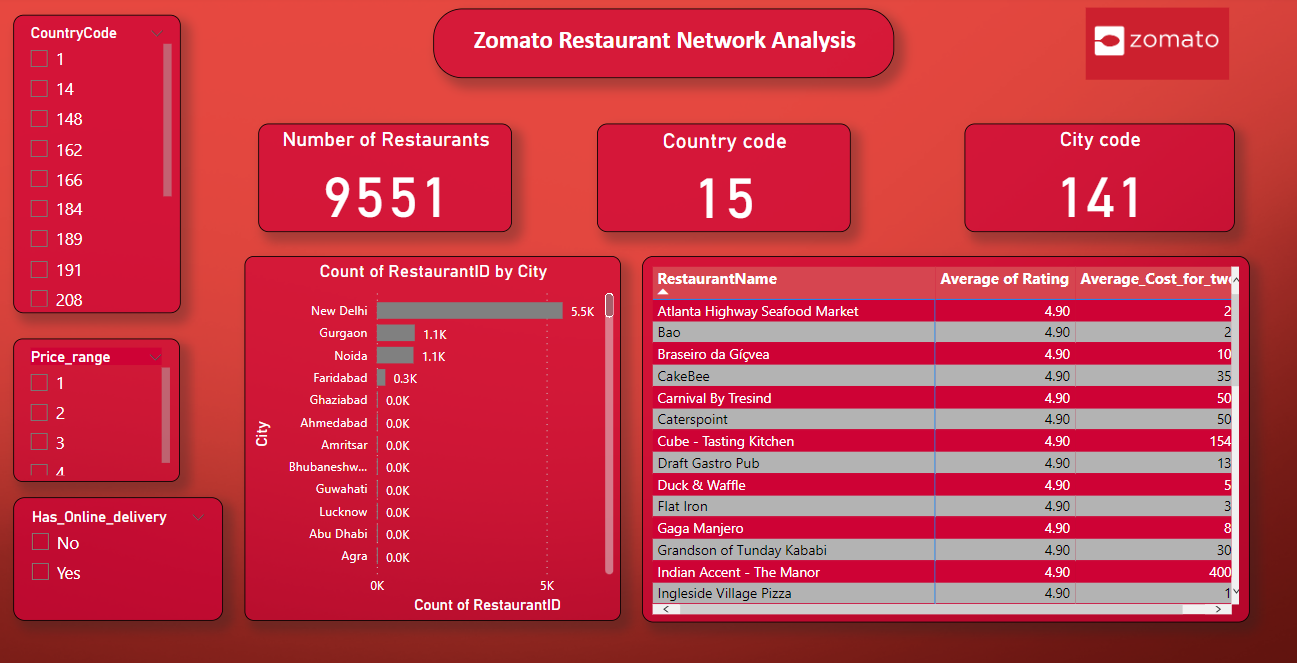 Zomato Restaurant Network Analysis
zomato
CountryCode
1
14
148
162
166
184
189
191
208
Price_range
1
2
3
4
Has_Online_delivery
No
Yes
Number of Restaurants
9551
Country code
15
City code
141
Count of RestaurantID by City
City
New Delhi 5.5K
Gurgaon 1.1K
Noida 1.1K
Faridabad 0.3K
Ghaziabad 0.0K
Ahmedabad 0.0K
Amritsar 0.0K
Bhubaneshw... 0.0K
Guwahati 0.0K
Lucknow 0.0K
Abu Dhabi 0.0K
Agra 0.0K
0K 5K
Count of RestaurantID
RestaurantName Average of Rating Average_Cost_for_two
Atlanta Highway Seafood Market 4.90 2
Bao 4.90 2
Braseiro da Gíçvea 4.90 10
CakeBee 4.90 35
Carnival By Tresind 4.90 50
Caterspoint 4.90 50
Cube - Tasting Kitchen 4.90 154
Draft Gastro Pub 4.90 13
Duck & Waffle 4.90 5
Flat Iron 4.90 3
Gaga Manjero 4.90 8
Grandson of Tunday Kababi 4.90 30
Indian Accent - The Manor 4.90 400
Ingleside Village Pizza 4.90 1